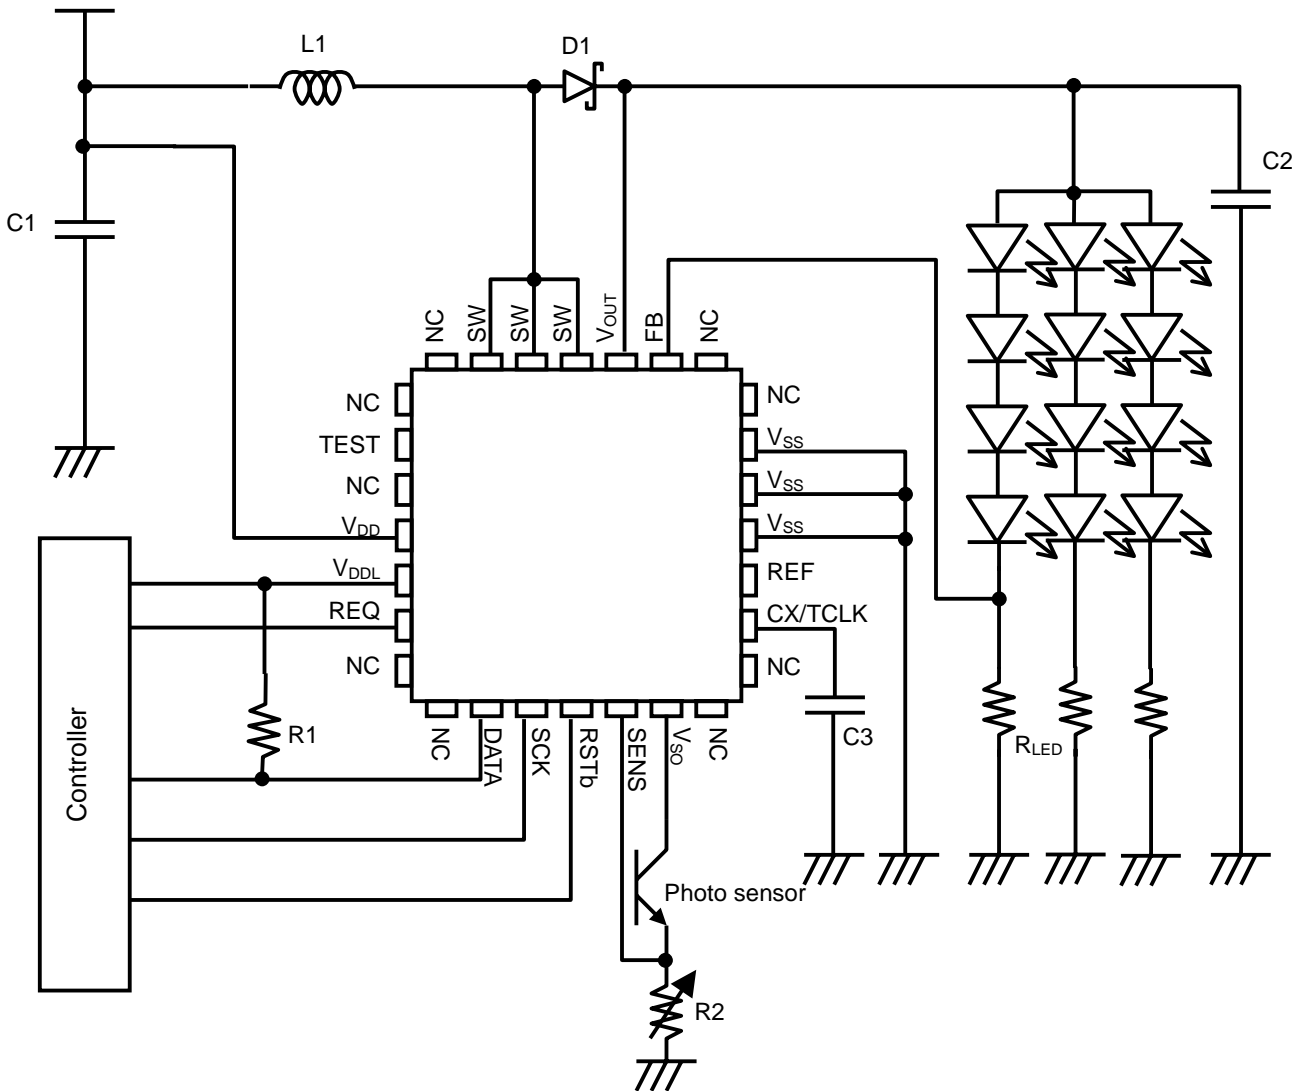 L1
D1
C2
C1
NC
SW
SW
SW
VOUT
FB
NC
NC
TEST
NC
VDD
VDDL
REQ
NC
NC
VSS
VSS
VSS
REF
CX/TCLK
NC
NC
DATA
SCK
RSTb
SENS
VSO
NC
R1
C3
RLED
Controller
Photo sensor
R2